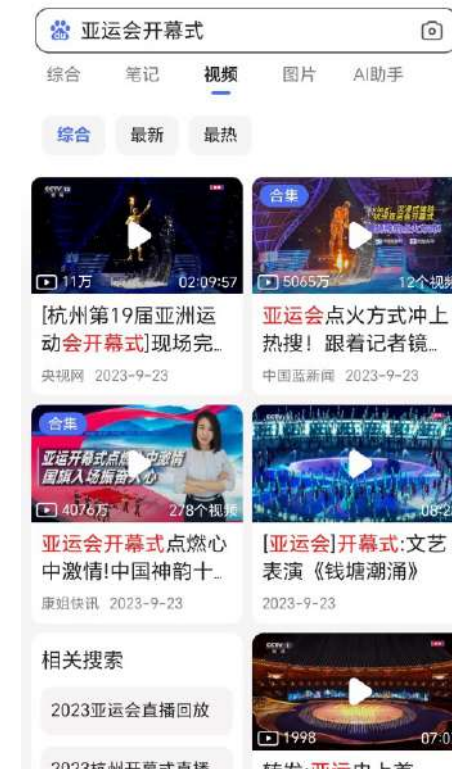 亚运会开幕式
综合 笔记 视频 图片 AI助手
综合 最新 最热
11万 02:09:57
[杭州第19届亚洲运
动会开幕式]现场完...
央视网 2023-9-23
合集
5065万 12个视频
亚运会点火方式冲上
热搜！跟着记者镜...
中国蓝新闻 2023-9-23
合集
亚运开幕式点燃心中激情
国旗入场振奋人心
4076万 278个视频
亚运会开幕式点燃心
中激情!中国神韵十...
康姐快讯 2023-9-23
[亚运会]开幕式:文艺
表演《钱塘潮涌》
2023-9-23
相关搜索
2023亚运会直播回放
2023杭州开幕式直播
1998